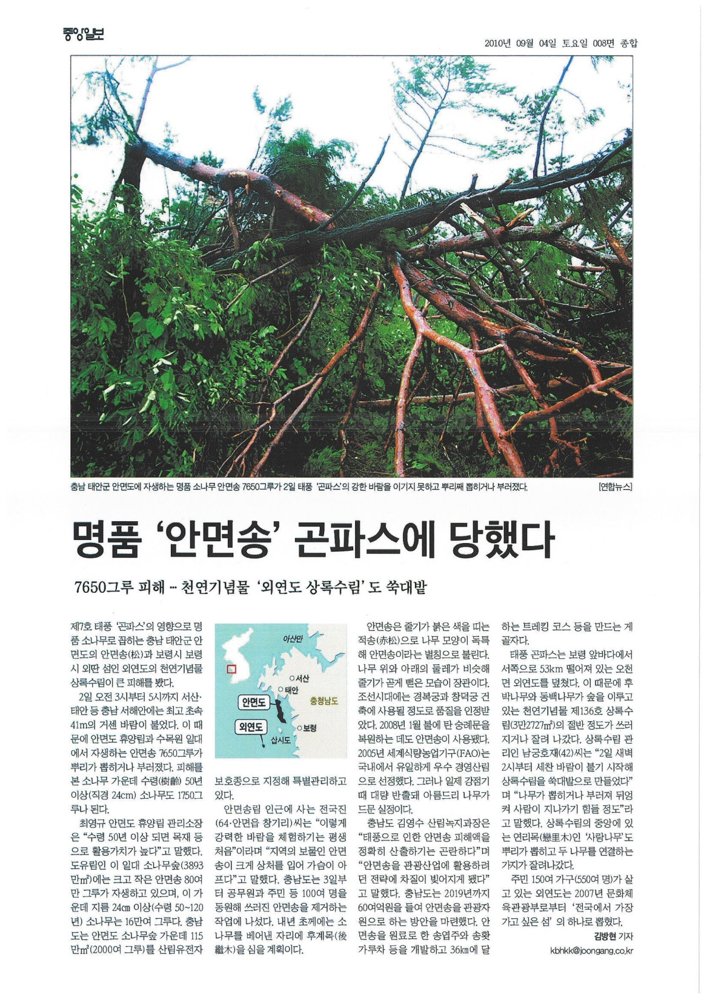 중앙일보
2010년 09월 04일 토요일 008면 종합
충남 태안군 안면도에 자생하는 명품 소나무 안면송 7650그루가 2일 태풍 '곤파스'의 강한 바람을 이기지 못하고 뿌리째 뽑히거나 부러졌다.
[연합뉴스]
명품 '안면송' 곤파스에 당했다
7650그루 피해 … 천연기념물 '외연도 상록수림'도 쑥대밭
제7호 태풍 '곤파스'의 영향으로 명
품 소나무로 꼽히는 충남 태안군 안
면도의 안면송(松)과 보령시 보령
시 외딴 섬인 외연도의 천연기념물
상록수림이 큰 피해를 봤다.
2일 오전 3시부터 5시까지 서산·
태안 등 충남 서해안에는 최고 초속
41m의 거센 바람이 불었다. 이 때
문에 안면도 휴양림과 수목원 일대
에서 자생하는 안면송 7650그루가
뿌리가 뽑히거나 부러졌다. 피해를
본 소나무 가운데 수령(樹齡) 50년
이상(직경 24cm) 소나무도 1750그
루나 된다.
최영규 안면도 휴양림 관리소장
은 "수령 50년 이상 되면 목재 등
으로 활용가치가 높다"고 말했다.
도유림인 이 일대 소나무숲(3893
만㎡)에는 크고 작은 안면송 80여
만 그루가 자생하고 있으며, 이 가
운데 지름 24㎝ 이상(수령 50~120
년) 소나무는 16만여 그루다. 충남
도는 안면도 소나무숲 가운데 115
만㎡(2000여 그루)를 산림유전자
아산만
서산
태안
충청남도
안면도
외연도
보령
삽시도
보호종으로 지정해 특별관리하고
있다.
안면송림 인근에 사는 전국진
(64·안면읍 창기리)씨는 "이렇게
강력한 바람을 체험하기는 평생
처음"이라며 "지역의 보물인 안면
송이 크게 상처를 입어 가슴이 아
프다"고 말했다. 충남도는 3일부
터 공무원과 주민 등 100여 명을
동원해 쓰러진 안면송을 제거하는
작업에 나섰다. 내년 초께에는 소
나무를 베어낸 자리에 후계목(後
繼木)을 심을 계획이다.
안면송은 줄기가 붉은 색을 띠는
적송(赤松)으로 나무 모양이 독특
해 안면송이라는 별칭으로 불린다.
나무 위와 아래의 둘레가 비슷해
줄기가 곧게 뻗은 모습이 장관이다.
조선시대에는 경복궁과 창덕궁 건
축에 사용될 정도로 품질을 인정받
았다. 2008년 1월 불에 탄 숭례문을
복원하는 데도 안면송이 사용됐다.
2005년 세계식량농업기구(FAO)는
국내에서 유일하게 우수 경영산림
으로 선정했다. 그러나 일제 강점기
때 대량 반출돼 아름드리 나무가
드문 실정이다.
충남도 김영수 산림녹지과장은
"태풍으로 인한 안면송 피해액을
정확히 산출하기는 곤란하다"며
"안면송을 관광산업에 활용하려
던 전략에 차질이 빚어지게 됐다"
고 말했다. 충남도는 2019년까지
60여억원을 들여 안면송을 관광자
원으로 하는 방안을 마련했다. 안
면송을 원료로 한 송엽주와 송홧
가루차 등을 개발하고 36㎞에 달
하는 트레킹 코스 등을 만드는 게
골자다.
태풍 곤파스는 보령 앞바다에서
서쪽으로 53km 떨어져 있는 오천
면 외연도를 덮쳤다. 이 때문에 후
박나무와 동백나무가 숲을 이루고
있는 천연기념물 제136호 상록수
림(3만2727㎡)의 절반 정도가 쓰러
지거나 잘려 나갔다. 상록수림 관
리인 남궁호재(42)씨는 "2일 새벽
2시부터 세찬 바람이 불기 시작해
상록수림을 쑥대밭으로 만들었다"
며 "나무가 뽑히거나 부러져 뒤엉
켜 사람이 지나가기 힘들 정도"라
고 말했다. 상록수림의 중앙에 있
는 연리목(戀里木)인 '사랑나무'도
뿌리가 뽑히고 두 나무를 연결하는
가지가 잘려나갔다.
주민 150여 가구(550여 명)가 살
고 있는 외연도는 2007년 문화체
육관광부로부터 '전국에서 가장
가고 싶은 섬' 의 하나로 뽑혔다.
김방현 기자
kbhkk@joongang.co.kr